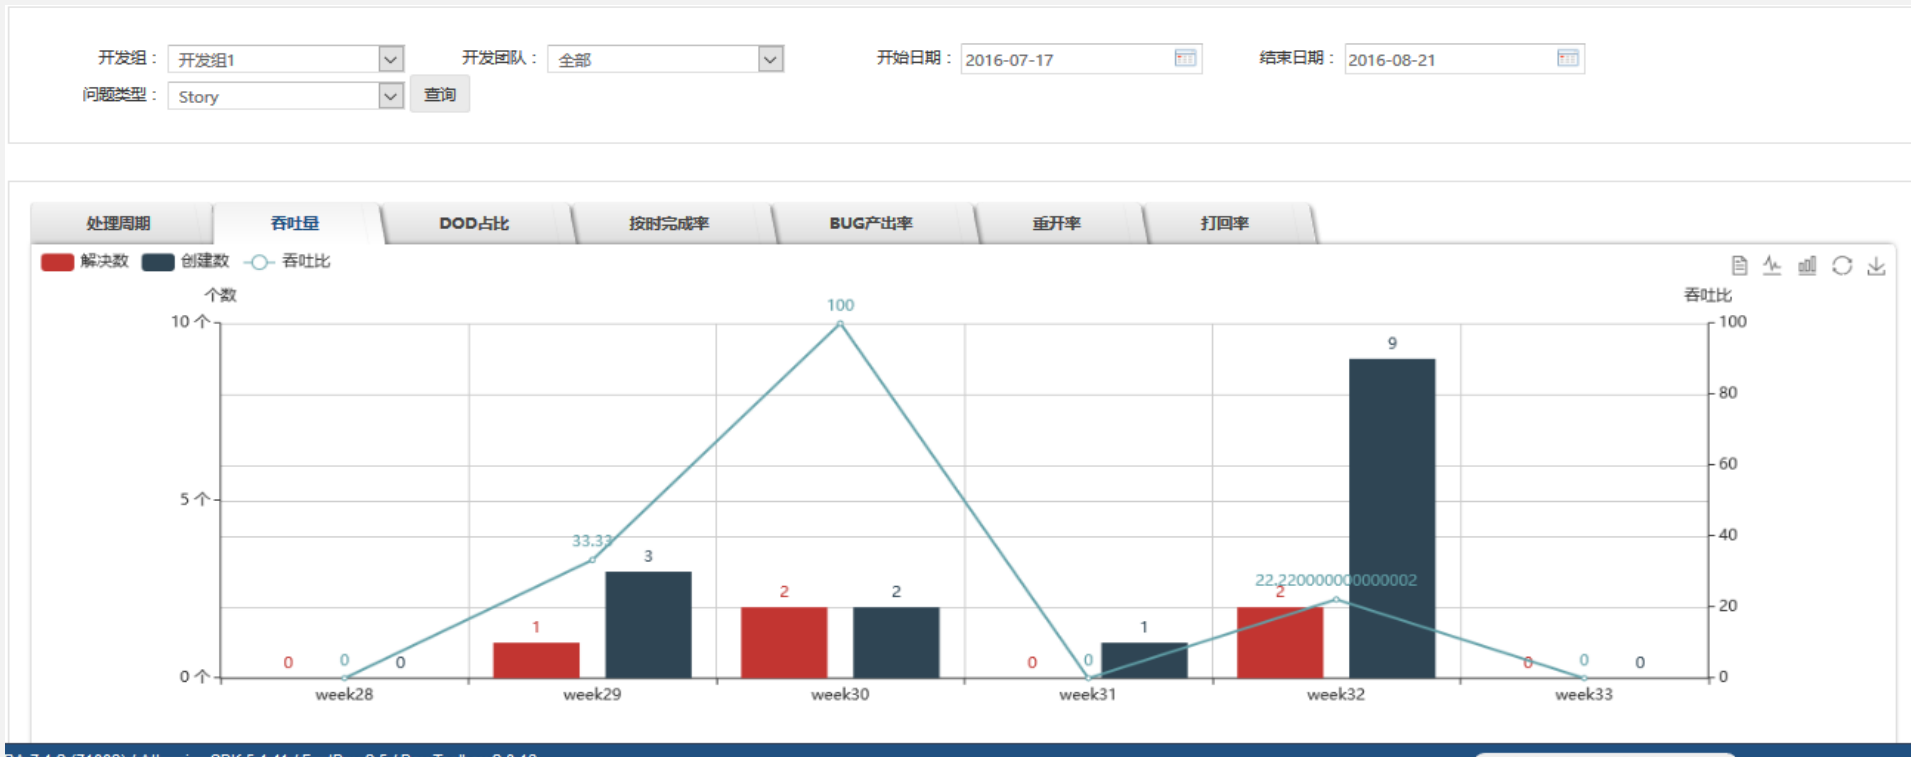 开发组： 开发组1 开发团队： 全部 开始日期： 2016-07-17 结束日期： 2016-08-21
问题类型： Story 查询
处理周期 吞吐量 DOD占比 按时完成率 BUG产出率 重开率 打回率
解决数 创建数 吞吐比
个数 吞吐比
100
10 个 100
9
80
60
5 个
33.33 3 40
2 2 22.220000000000002 2
1 1 20
0 0 0 0 0 0 0 0
0 个 0
week28 week29 week30 week31 week32 week33